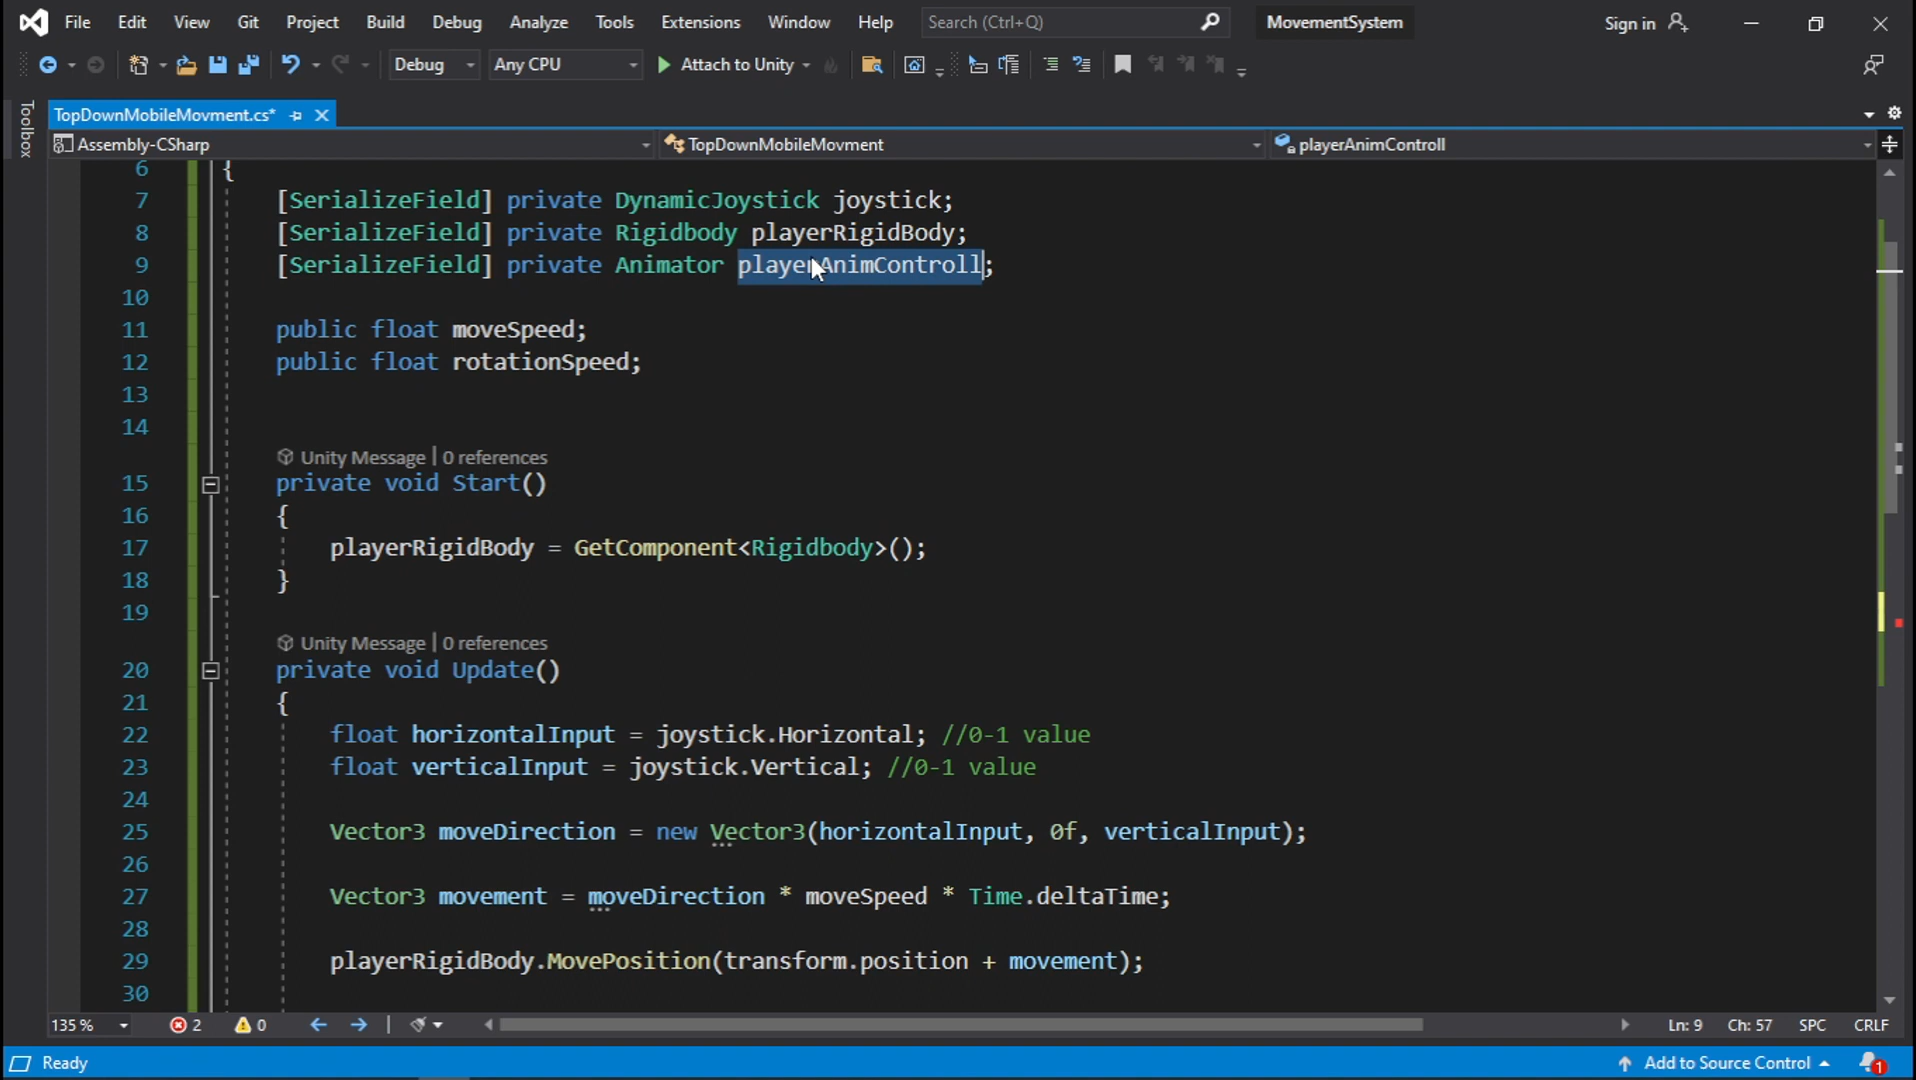 File Edit View Git Project Build Debug Analyze Tools Extensions Window Help Search (Ctrl+Q) MovementSystem Sign in
Debug Any CPU Attach to Unity
Toolbox
TopDownMobileMovment.cs*
Assembly-CSharp TopDownMobileMovment playerAnimControll
6 {
7 [SerializeField] private DynamicJoystick joystick;
8 [SerializeField] private Rigidbody playerRigidBody;
9 [SerializeField] private Animator playerAnimControll;
10
11 public float moveSpeed;
12 public float rotationSpeed;
13
14
Unity Message | 0 references
15 private void Start()
16 {
17 playerRigidBody = GetComponent<Rigidbody>();
18 }
19
Unity Message | 0 references
20 private void Update()
21 {
22 float horizontalInput = joystick.Horizontal; //0-1 value
23 float verticalInput = joystick.Vertical; //0-1 value
24
25 Vector3 moveDirection = new Vector3(horizontalInput, 0f, verticalInput);
26
27 Vector3 movement = moveDirection * moveSpeed * Time.deltaTime;
28
29 playerRigidBody.MovePosition(transform.position + movement);
30
135 % 2 0 Ln: 9 Ch: 57 SPC CRLF
Ready Add to Source Control 1